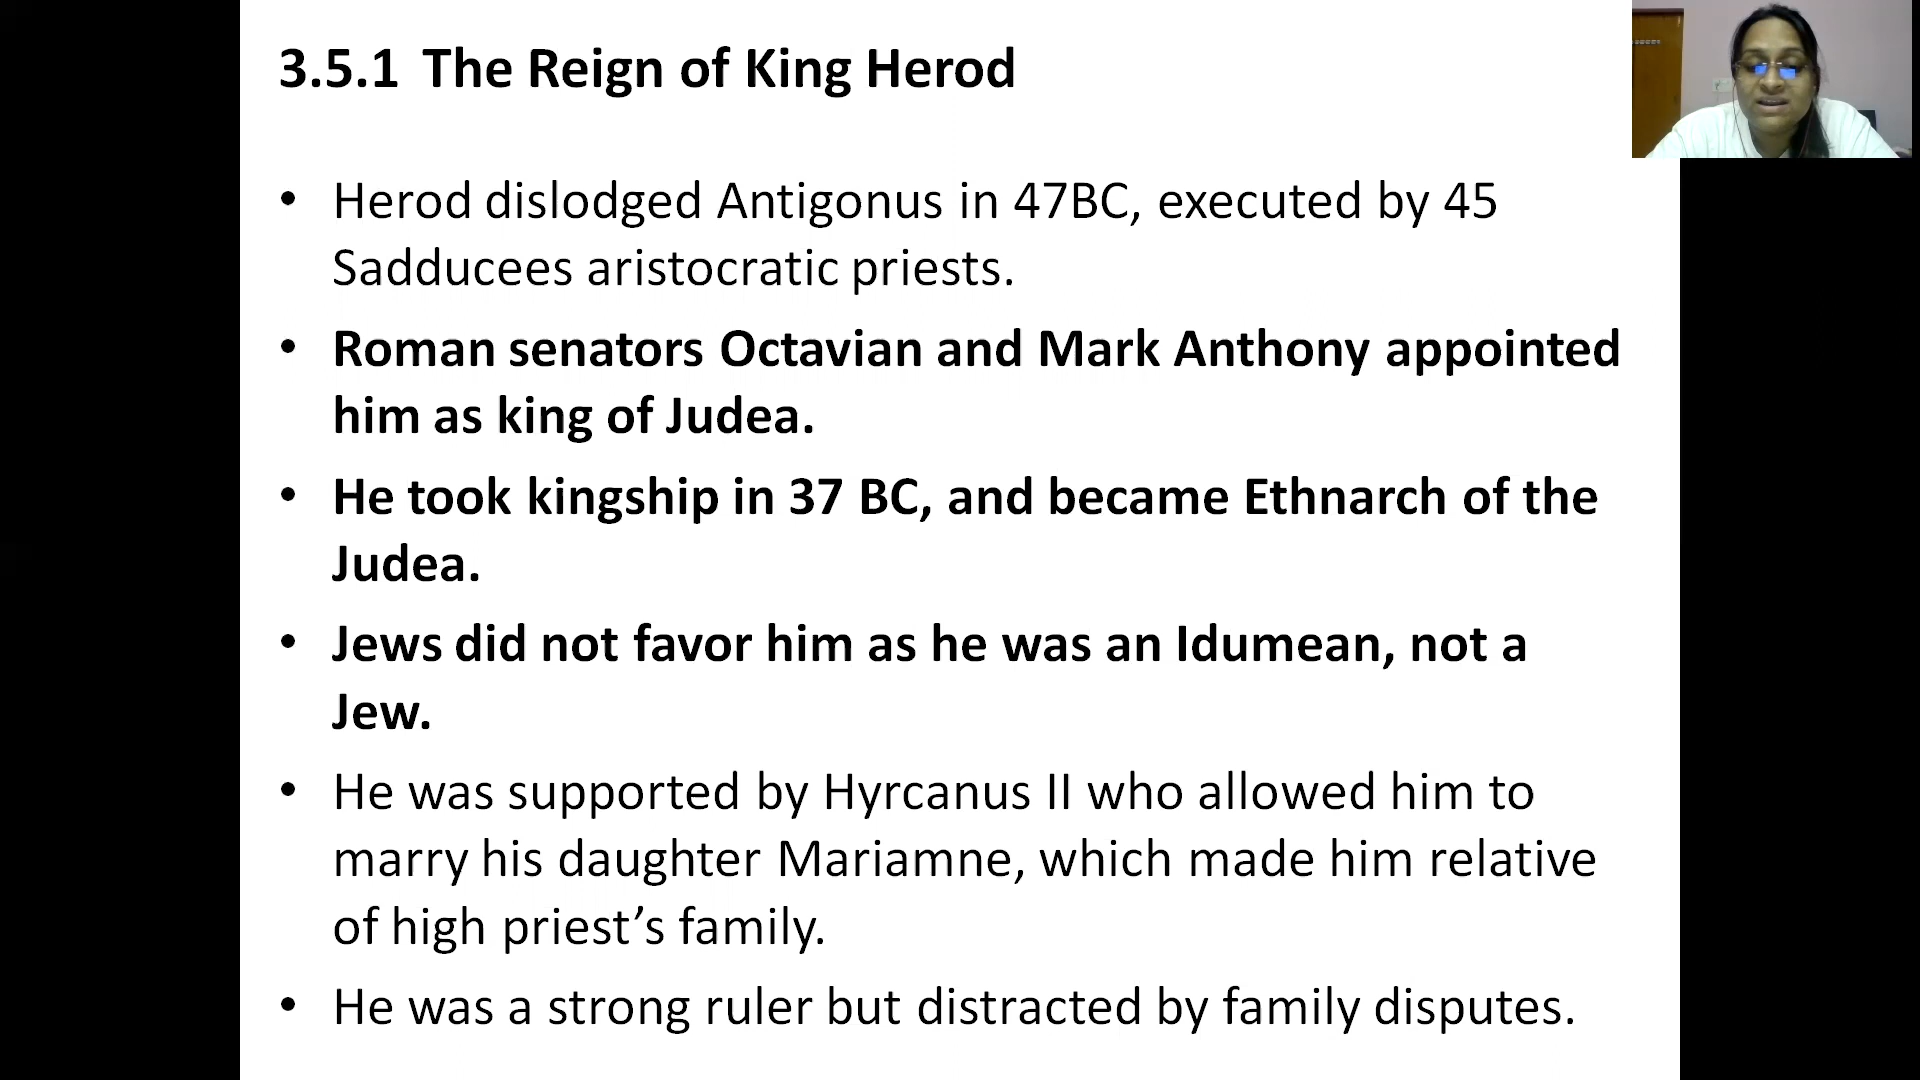 3.5.1 The Reign of King Herod
• Herod dislodged Antigonus in 47BC, executed by 45
Sadducees aristocratic priests.
• Roman senators Octavian and Mark Anthony appointed
him as king of Judea.
• He took kingship in 37 BC, and became Ethnarch of the
Judea.
• Jews did not favor him as he was an Idumean, not a
Jew.
• He was supported by Hyrcanus II who allowed him to
marry his daughter Mariamne, which made him relative
of high priest’s family.
• He was a strong ruler but distracted by family disputes.